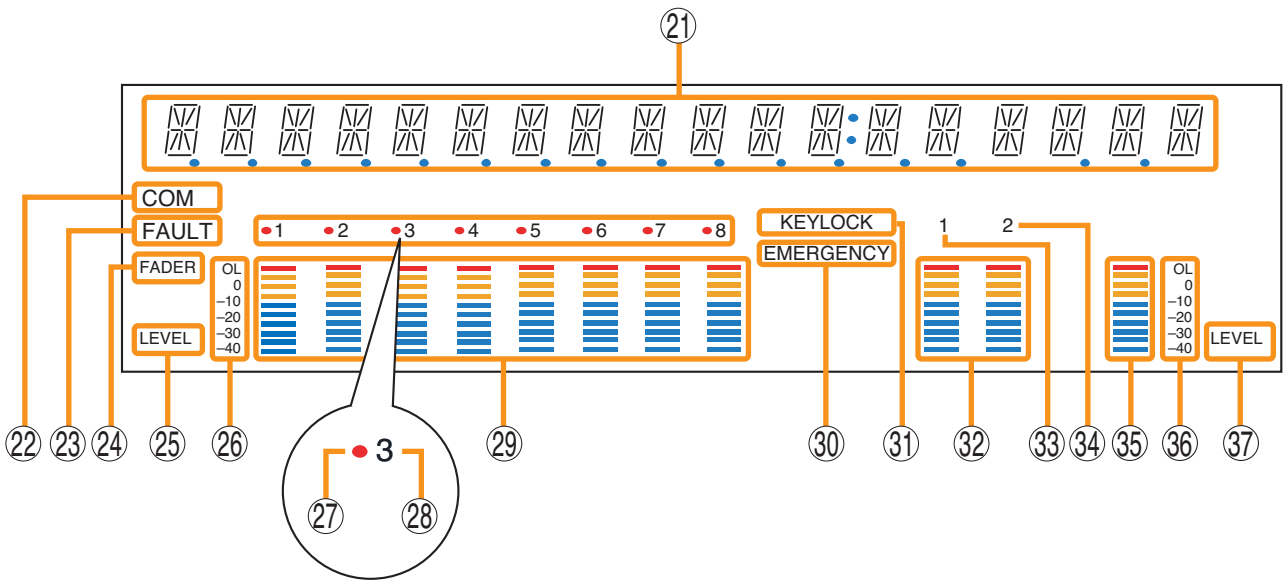 ㉑
COM
FAULT
1 2 3 4 5 6 7 8
KEYLOCK
1 2
EMERGENCY
FADER
LEVEL
OL
0
–10
–20
–30
–40
OL
0
–10
–20
–30
–40
LEVEL
㉒ ㉓ ㉔ ㉕ ㉖ ㉙ ㉚ ㉛ ㉜ ㉝ ㉞ ㉟ ㊱ ㊲
3
㉗ ㉘